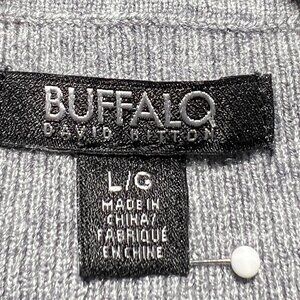 BUFFALO
DAVID BITTON
L/G
MADE IN
CHINA/
FABRIQUÉ
EN CHINE